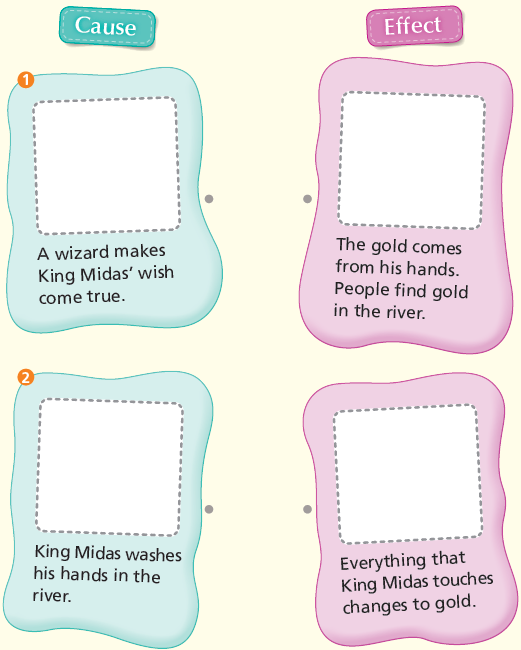 Cause
Effect
1
A wizard makes
King Midas’ wish
come true.
The gold comes
from his hands.
People find gold
in the river.
2
King Midas washes
his hands in the
river.
Everything that
King Midas touches
changes to gold.